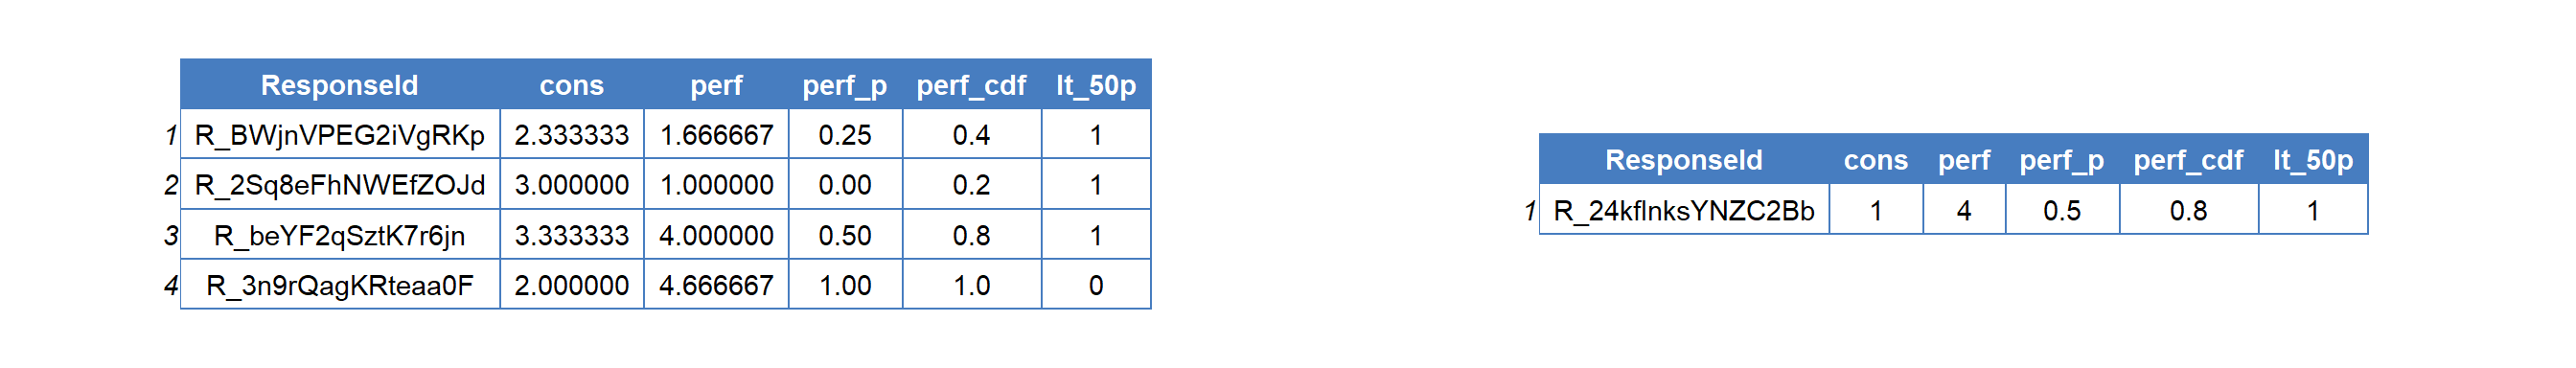 ResponseId cons perf perf_p perf_cdf lt_50p
1 R_BWjnVPEG2iVgRKp 2.333333 1.666667 0.25 0.4 1
2 R_2Sq8eFhNWEfZOJd 3.000000 1.000000 0.00 0.2 1
3 R_beYF2qSztK7r6jn 3.333333 4.000000 0.50 0.8 1
4 R_3n9rQagKRteaa0F 2.000000 4.666667 1.00 1.0 0
ResponseId cons perf perf_p perf_cdf lt_50p
1 R_24kflnksYNZC2Bb 1 4 0.5 0.8 1